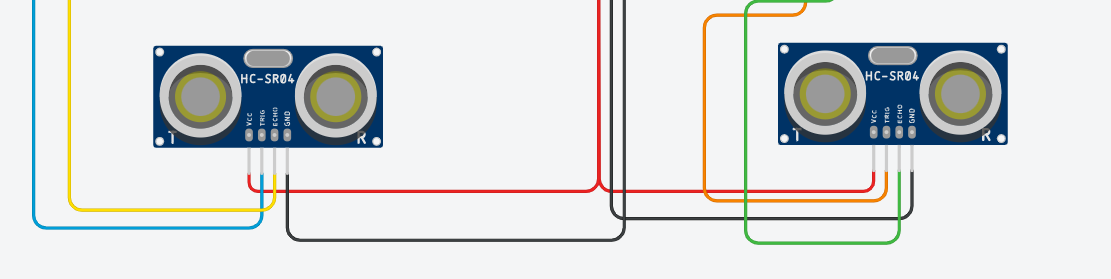 HC-SR04
VCC
TRIG
ECHO
GND
T
R
HC-SR04
VCC
TRIG
ECHO
GND
T
R